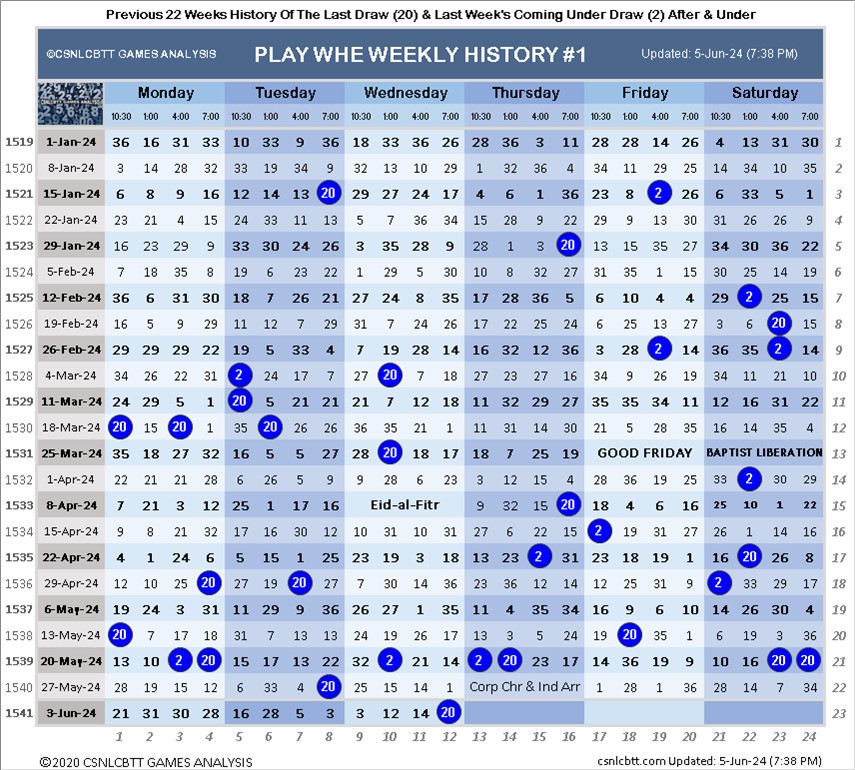 Previous 22 Weeks History Of The Last Draw (20) & Last Week's Coming Under Draw (2) After & Under
©CSNLCBTT GAMES ANALYSIS PLAY WHE WEEKLY HISTORY #1 Updated: 5-Jun-24 (7:38 PM)
Monday Tuesday Wednesday Thursday Friday Saturday
CSNLCBTT GAMES ANALYSIS 10:30 1:00 4:00 7:00 10:30 1:00 4:00 7:00 10:30 1:00 4:00 7:00 10:30 1:00 4:00 7:00 10:30 1:00 4:00 7:00 10:30 1:00 4:00 7:00
1519 1-Jan-24 36 16 31 33 10 33 9 36 18 33 36 26 28 36 3 11 28 28 14 26 4 13 31 30 1
1520 8-Jan-24 3 14 28 32 33 19 34 9 32 13 10 29 1 32 36 4 34 11 29 25 14 34 10 35 2
1521 15-Jan-24 6 8 9 16 12 14 13 20 29 27 24 17 4 6 1 36 23 8 2 26 6 33 5 1 3
1522 22-Jan-24 23 21 4 15 24 33 11 13 5 7 36 34 15 28 9 22 29 9 13 30 31 26 26 9 4
1523 29-Jan-24 16 23 29 9 33 30 24 26 3 35 28 9 28 1 3 20 13 15 35 27 34 30 36 22 5
1524 5-Feb-24 7 18 35 8 19 6 23 22 1 29 5 30 10 8 32 27 31 35 1 15 30 25 14 19 6
1525 12-Feb-24 36 6 31 30 18 7 26 21 27 24 8 35 17 28 36 5 6 10 4 4 29 2 25 15 7
1526 19-Feb-24 16 5 9 29 11 12 7 29 31 7 24 26 17 22 25 24 6 25 13 27 3 6 20 15 8
1527 26-Feb-24 29 29 29 22 19 5 33 4 7 19 28 14 16 32 12 36 3 28 2 14 36 35 2 14 9
1528 4-Mar-24 34 26 22 31 2 24 17 7 27 20 7 18 27 23 27 16 34 9 26 19 34 11 21 10 10
1529 11-Mar-24 24 29 5 1 20 5 21 21 21 7 12 18 11 32 29 27 35 35 34 11 12 16 31 22 11
1530 18-Mar-24 20 15 20 1 35 20 26 26 36 35 21 1 11 31 14 30 21 5 28 35 16 14 35 4 12
1531 25-Mar-24 35 18 27 32 16 5 5 27 28 20 18 17 18 7 25 19 GOOD FRIDAY BAPTIST LIBERATION 13
1532 1-Apr-24 22 21 21 28 6 26 5 9 9 28 6 23 3 12 15 4 28 36 19 25 33 2 30 29 14
1533 8-Apr-24 7 21 3 12 25 1 17 16 Eid-al-Fitr 9 32 15 20 18 4 6 16 25 10 1 22 15
1534 15-Apr-24 9 8 21 32 17 16 30 12 10 31 10 31 27 6 22 15 2 19 31 27 26 1 14 16 16
1535 22-Apr-24 4 1 24 6 5 15 1 25 23 19 3 18 13 23 2 31 23 18 19 1 16 20 26 8 17
1536 29-Apr-24 12 10 25 20 27 19 20 27 7 30 14 36 23 36 12 14 12 25 31 9 2 33 29 17 18
1537 6-May-24 19 24 3 31 11 29 9 36 26 27 1 35 11 4 35 34 16 9 6 10 14 26 30 4 19
1538 13-May-24 20 7 17 18 31 7 13 13 24 19 26 17 13 3 5 24 19 20 35 1 6 19 3 36 20
1539 20-May-24 13 10 2 20 15 17 13 22 32 2 21 14 2 20 23 17 14 36 19 9 10 16 20 20 21
1540 27-May-24 28 19 15 12 6 33 4 20 25 15 14 1 Corp Chr & Ind Arr 1 28 1 36 28 14 7 34 22
1541 3-Jun-24 21 31 30 28 16 28 5 3 3 12 14 20 23
1 2 3 4 5 6 7 8 9 10 11 12 13 14 15 16 17 18 19 20 21 22 23 24
©2020 CSNLCBTT GAMES ANALYSIS csnlcbtt.com Updated: 5-Jun-24 (7:38 PM)